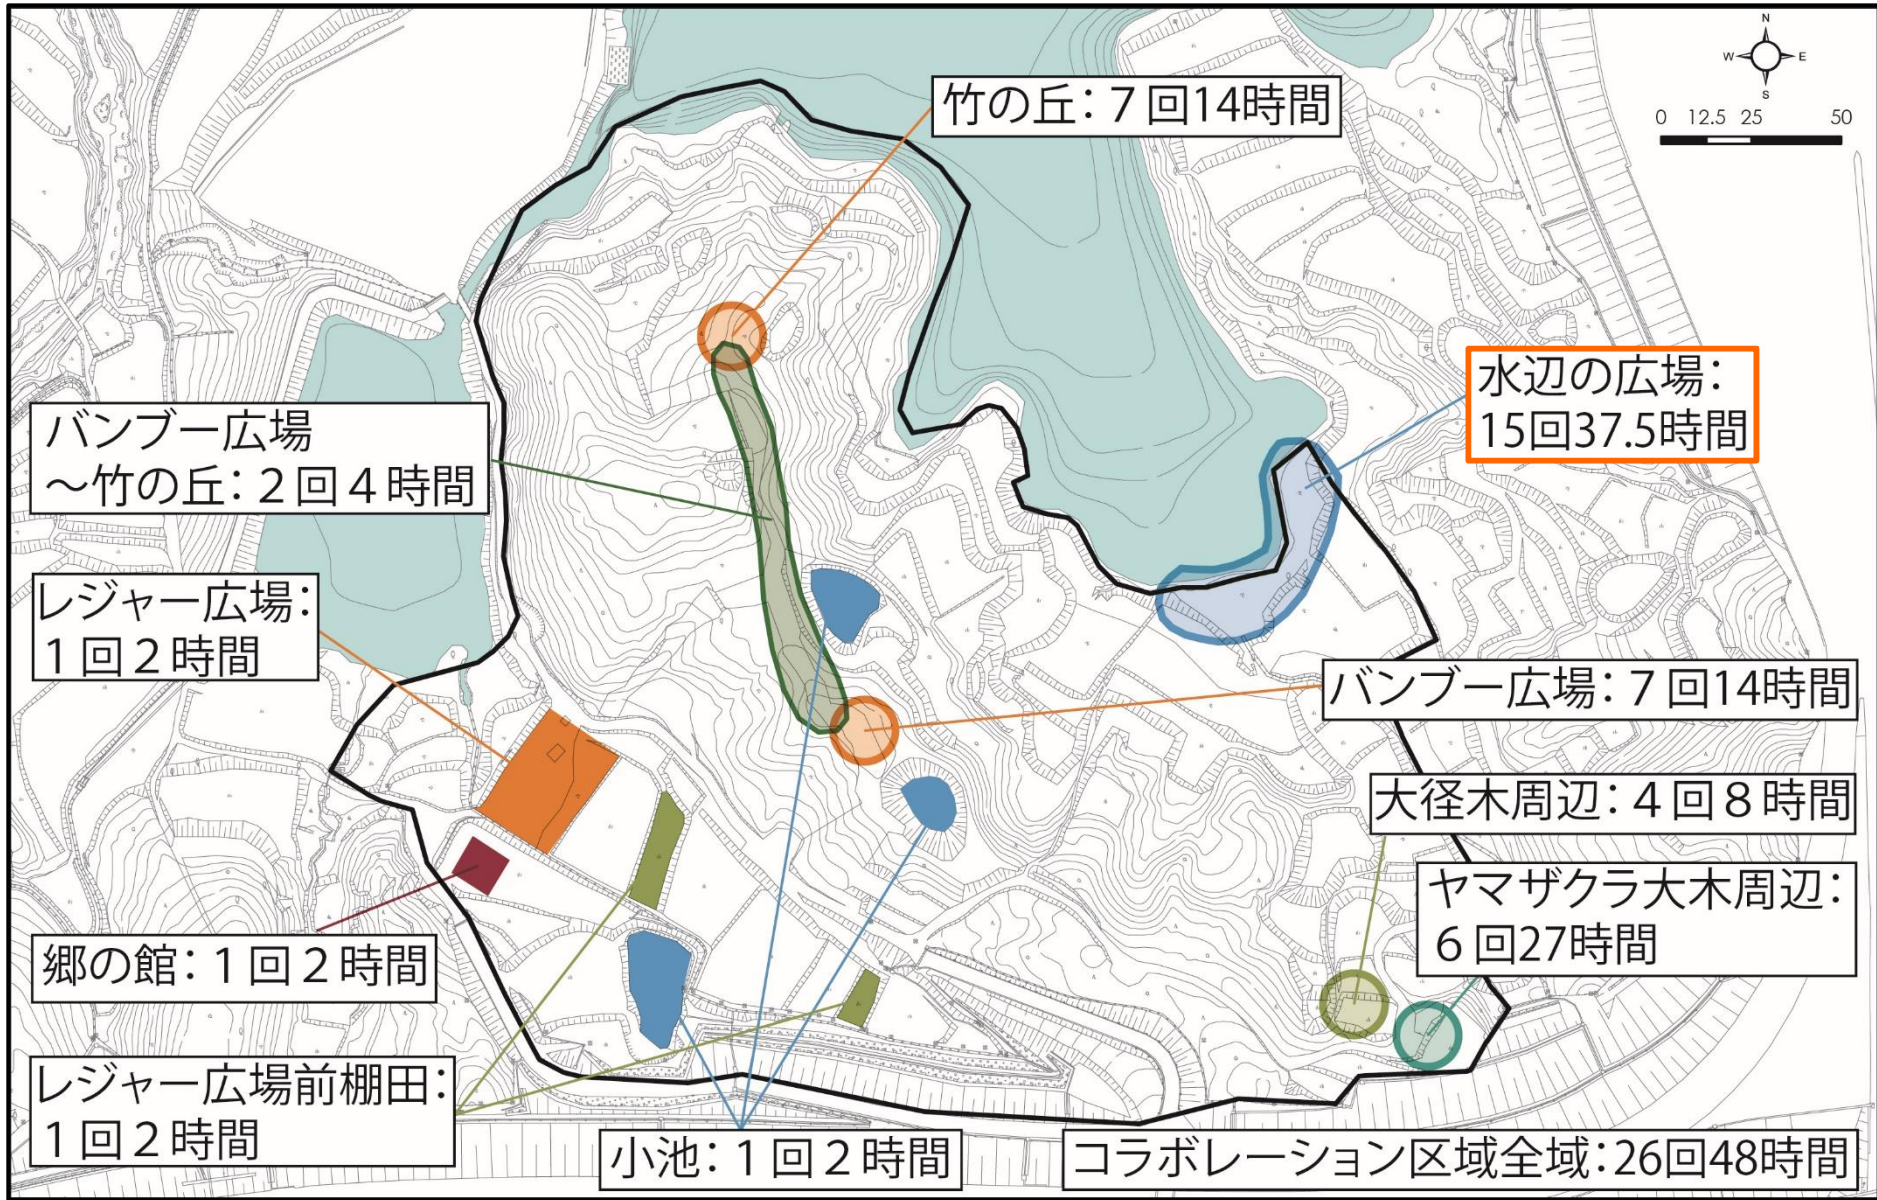 N
W E
S
0 12.5 25 50
竹の丘：７回14時間
水辺の広場：
15回37.5時間
バンブー広場
～竹の丘：２回４時間
レジャー広場：
１回２時間
バンブー広場：７回14時間
大径木周辺：４回８時間
ヤマザクラ大木周辺：
６回27時間
郷の館：１回２時間
レジャー広場前棚田：
１回２時間
小池：１回２時間
コラボレーション区域全域：26回48時間